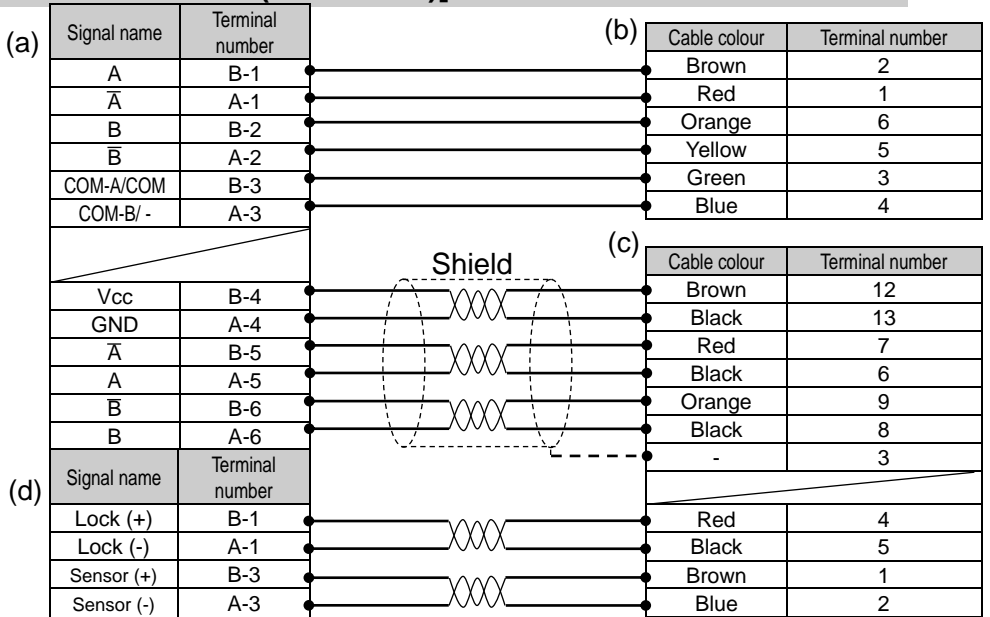 (a) Signal name Terminal number
A B-1
A̅ A-1
B B-2
B̅ A-2
COM-A/COM B-3
COM-B/ - A-3
Vcc B-4
GND A-4
A̅ B-5
A A-5
B̅ B-6
B A-6
(d) Signal name Terminal number
Lock (+) B-1
Lock (-) A-1
Sensor (+) B-3
Sensor (-) A-3
Shield
(b) Cable colour Terminal number
Brown 2
Red 1
Orange 6
Yellow 5
Green 3
Blue 4
(c) Cable colour Terminal number
Brown 12
Black 13
Red 7
Black 6
Orange 9
Black 8
- 3
Red 4
Black 5
Brown 1
Blue 2